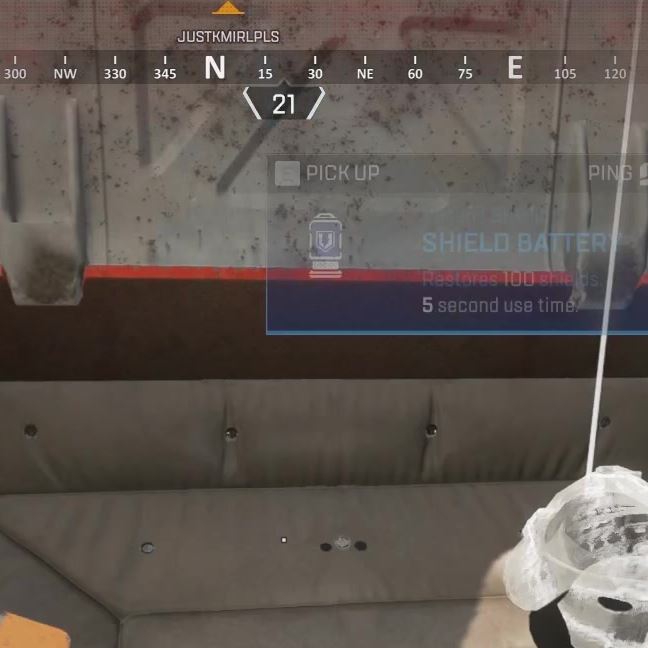 JUSTKMIRLPLS
300 NW 330 345 N 15 30 NE 60 75 E 105 120
21
E PICK UP PING
SHIELD BATTERY
Restores 100 shields.
5 second use time.